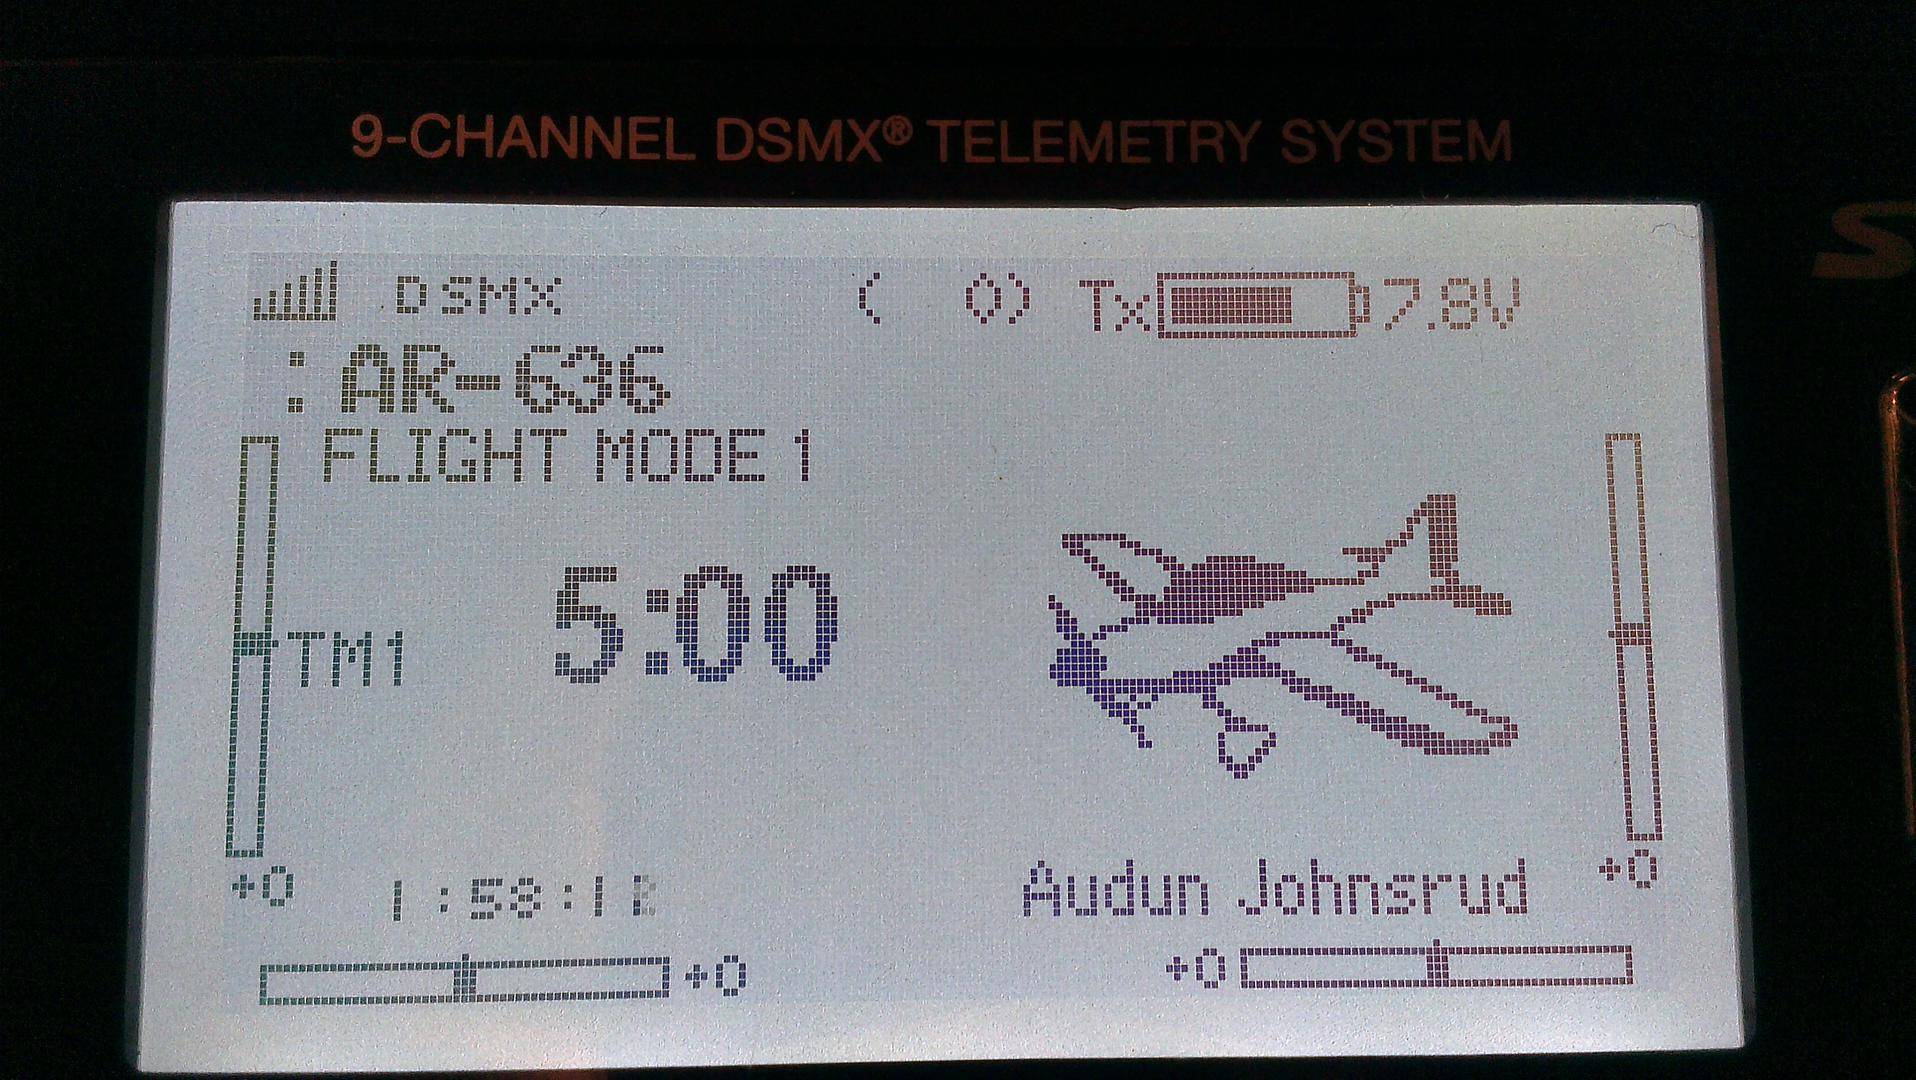 9-CHANNEL DSMX® TELEMETRY SYSTEM
DSMX ( 0) Tx 7.8V
:AR-636
FLIGHT MODE 1
TM1 5:00
+0 Audun Johnsrud +0
+0 +0